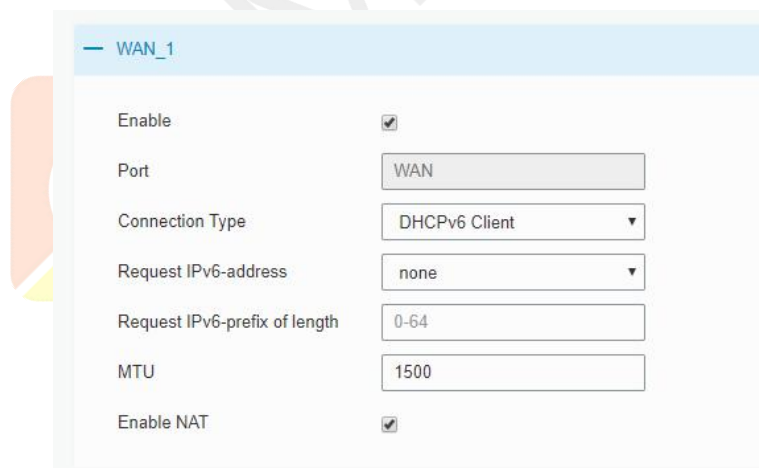 WAN_1
Enable
Port WAN
Connection Type DHCPv6 Client
Request IPv6-address none
Request IPv6-prefix of length 0-64
MTU 1500
Enable NAT